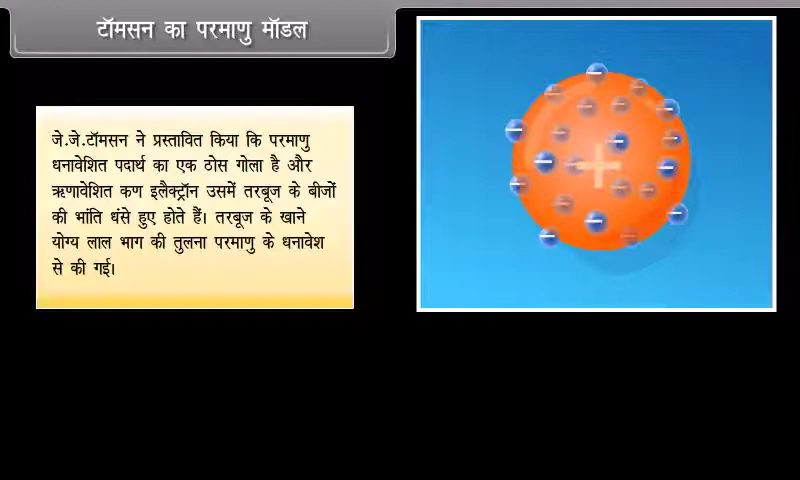 टॉमसन का परमाणु मॉडल
जे.जे.टॉमसन ने प्रस्तावित किया कि परमाणु
धनावेशित पदार्थ का एक ठोस गोला है और
ऋणावेशित कण इलैक्ट्रॉन उसमें तरबूज के बीजों
की भांति धंसे हुए होते हैं। तरबूज के खाने
योग्य लाल भाग की तुलना परमाणु के धनावेश
से की गई।